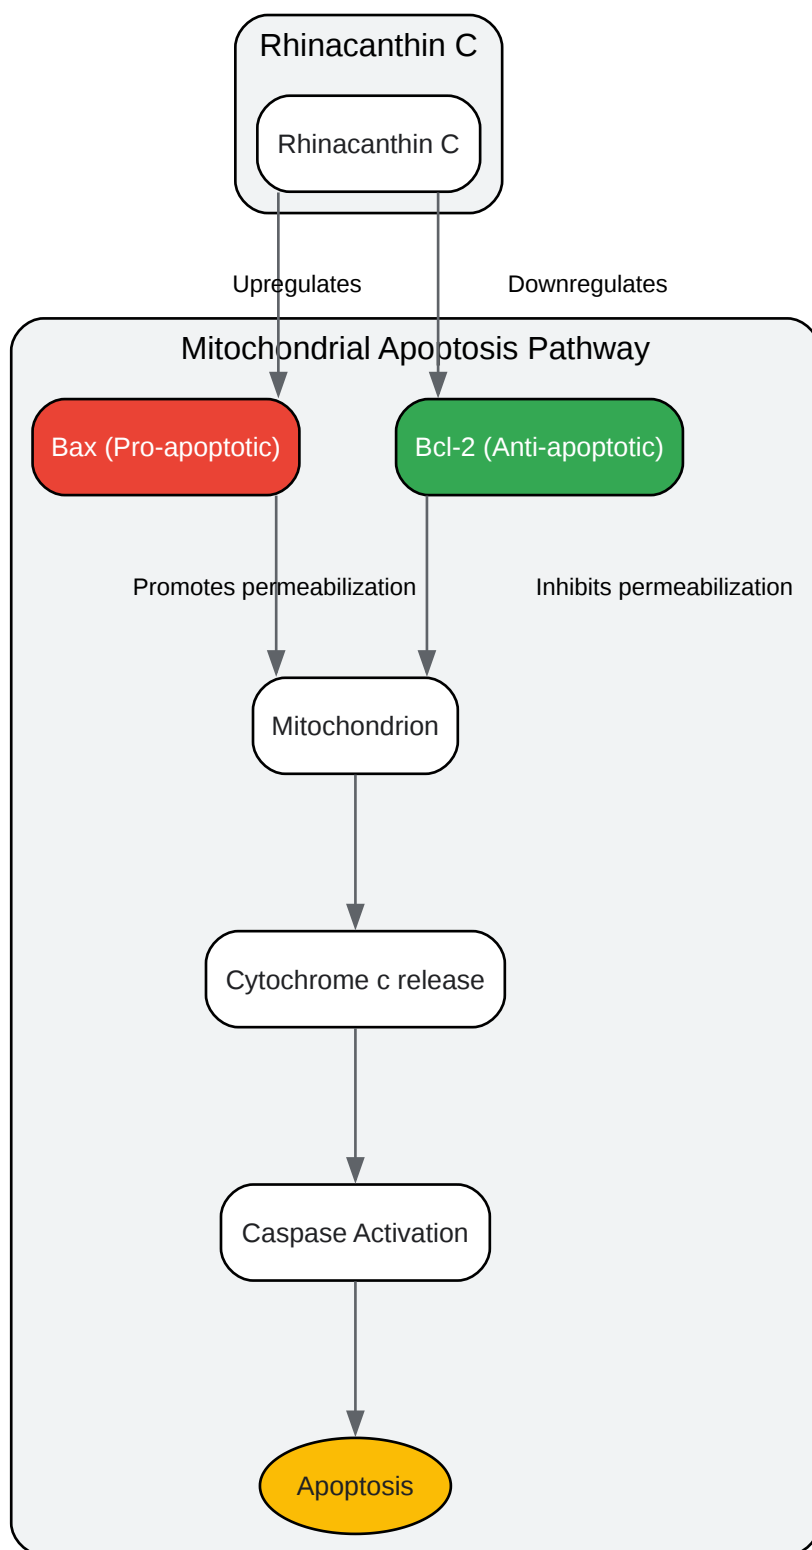 Rhinacanthin C
Rhinacanthin C
Upregulates
Downregulates
Mitochondrial Apoptosis Pathway
Bax (Pro-apoptotic)
Bcl-2 (Anti-apoptotic)
Promotes permeabilization
Inhibits permeabilization
Mitochondrion
Cytochrome c release
Caspase Activation
Apoptosis